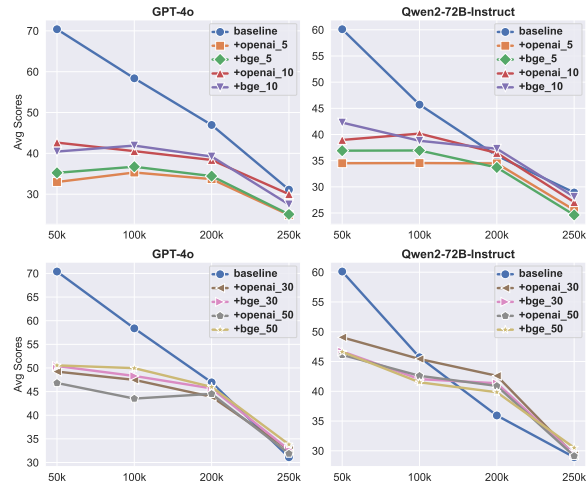 GPT-4o
Qwen2-72B-Instruct
Avg Scores
70
60
50
40
30
60
55
50
45
40
35
30
25
baseline
+openai_5
+bge_5
+openai_10
+bge_10
baseline
+openai_5
+bge_5
+openai_10
+bge_10
50k 100k 200k 250k
50k 100k 200k 250k
GPT-4o
Qwen2-72B-Instruct
Avg Scores
70
65
60
55
50
45
40
35
30
60
55
50
45
40
35
30
baseline
+openai_30
+bge_30
+openai_50
+bge_50
baseline
+openai_30
+bge_30
+openai_50
+bge_50
50k 100k 200k 250k
50k 100k 200k 250k